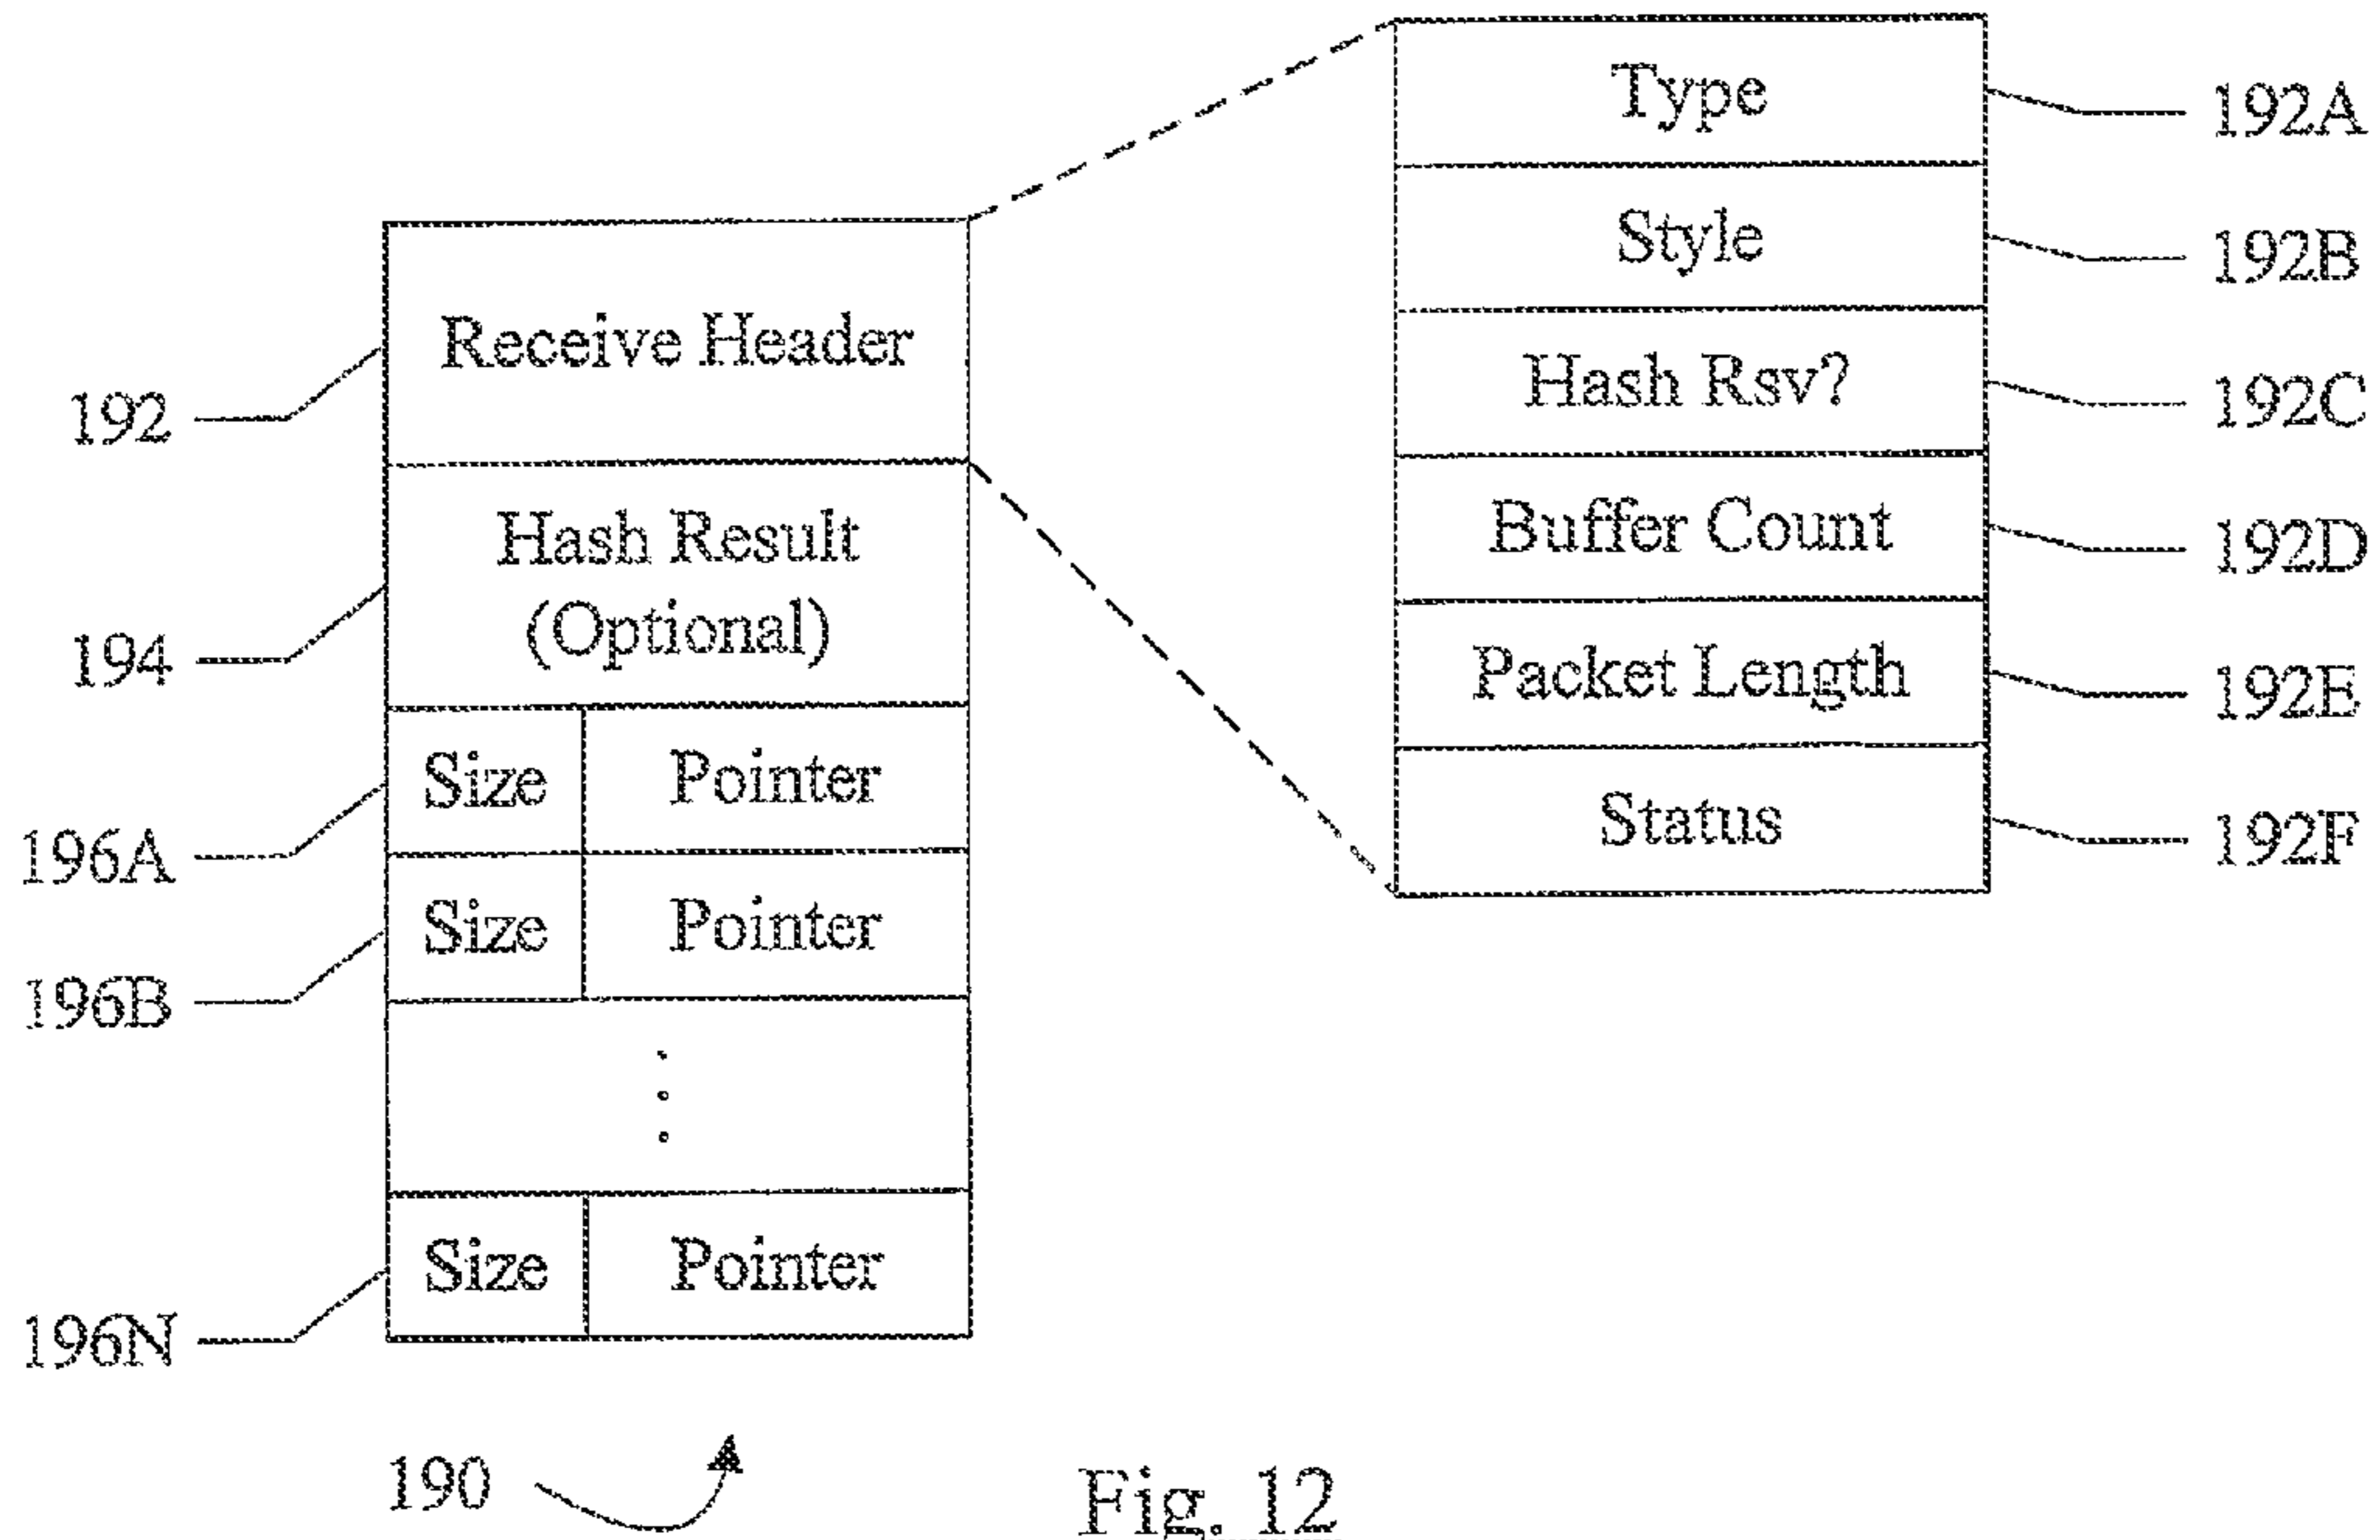 Receive Header
192
Hash Result
(Optional)
194
Size Pointer
196A
Size Pointer
196B
Size Pointer
196N
190
Type
192A
Style
192B
Hash Rsv?
192C
Buffer Count
192D
Packet Length
192E
Status
192F
Fig. 12